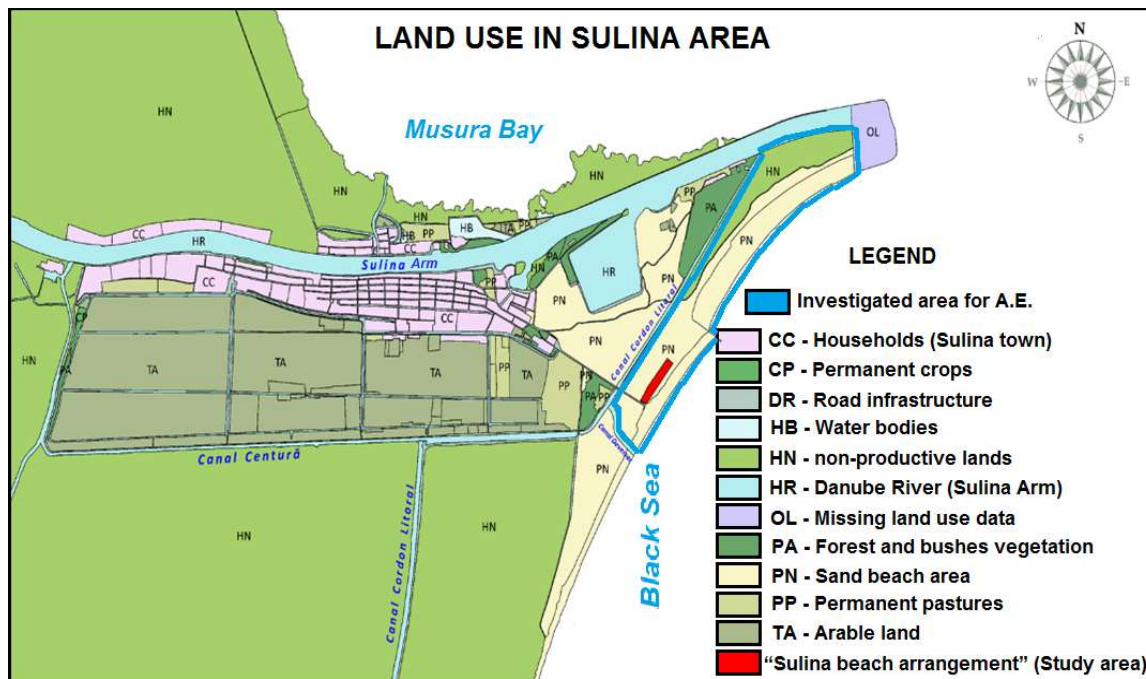 LAND USE IN SULINA AREA
N
W
E
S
Musura Bay
OL
HN
HN
HN
HN
PP
PA
HN
HN
HB
PP
HB
TA
PP
CC
CC
HR
CC
Sulina Arm
PP
HN
PA
HR
PN
PN
PN
CC
CC
CP
PA
HN
TA
TA
TA
TA
PP
PP
PN
PA
PP
PN
PN
Canal Cordon Litoral
Canal Centură
PN
HN
HN
Canal Cordon Litoral
Black Sea
LEGEND
Investigated area for A.E.
CC - Households (Sulina town)
CP - Permanent crops
DR - Road infrastructure
HB - Water bodies
HN - non-productive lands
HR - Danube River (Sulina Arm)
OL - Missing land use data
PA - Forest and bushes vegetation
PN - Sand beach area
PP - Permanent pastures
TA - Arable land
“Sulina beach arrangement” (Study area)